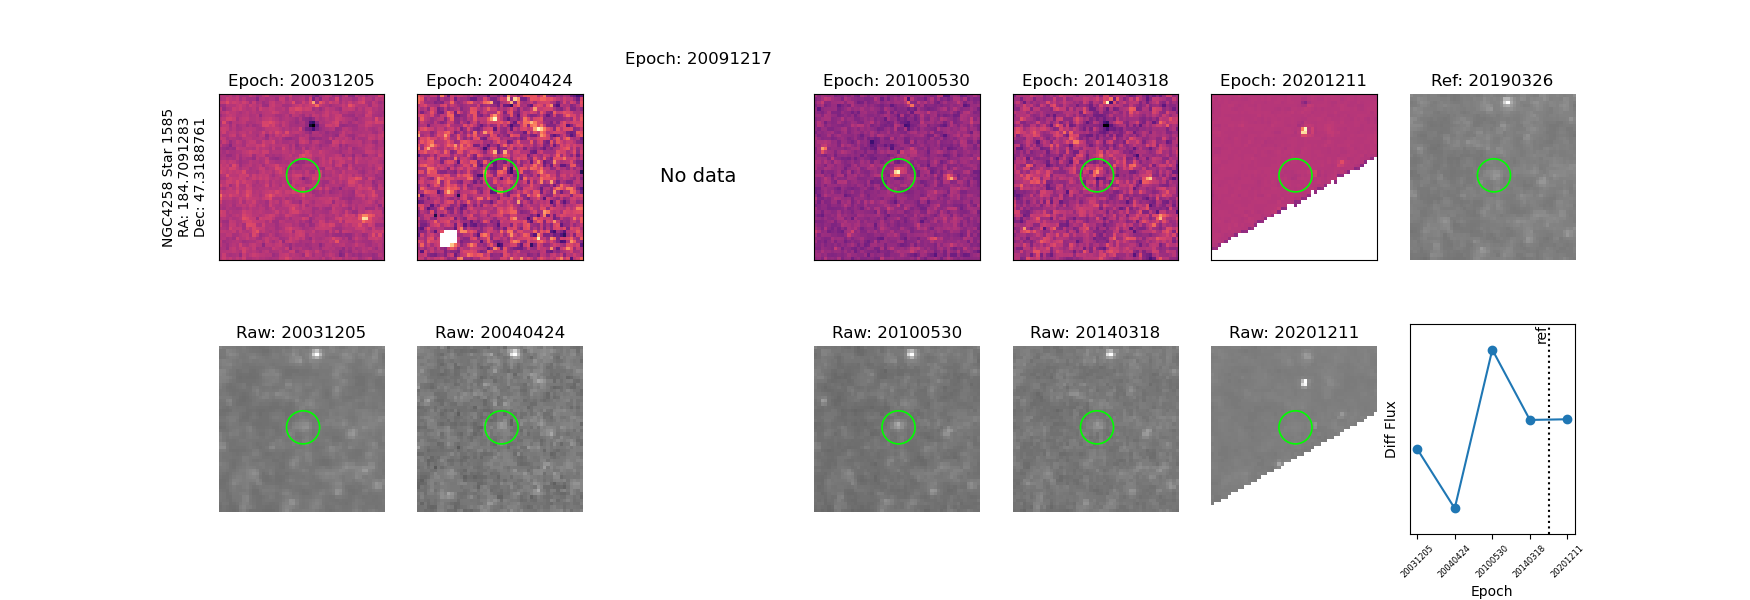 Epoch: 20031205
Epoch: 20040424
Epoch: 20091217
Epoch: 20100530
Epoch: 20140318
Epoch: 20201211
Ref: 20190326
NGC4258 Star 1585
RA: 184.7091283
Dec: 47.3188761
No data
Raw: 20031205
Raw: 20040424
Raw: 20100530
Raw: 20140318
Raw: 20201211
ref
Diff Flux
20031205
20040424
20100530
20140318
20201211
Epoch